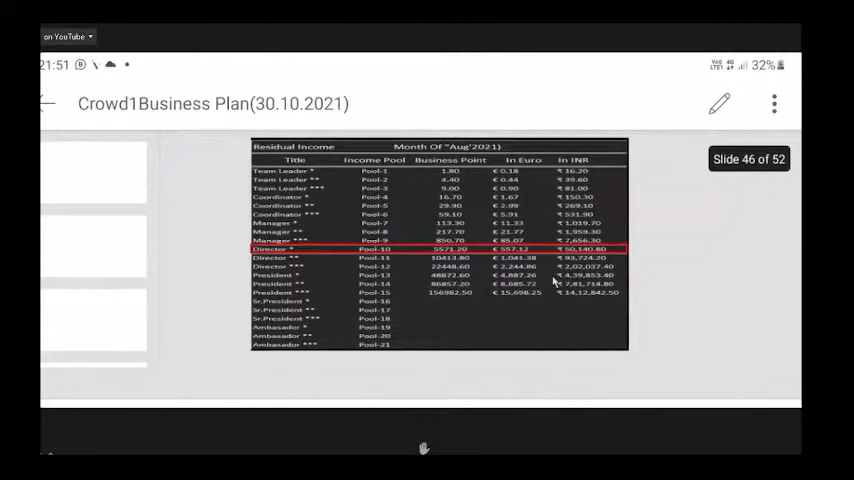 on YouTube
21:51 32%
Crowd1Business Plan(30.10.2021)
Slide 46 of 52
Residual Income Month Of "Aug'2021)
Title Income Pool Business Point In Euro In INR
Team Leader * Pool-1 1.80 € 0.18 ₹ 16.20
Team Leader ** Pool-2 4.40 € 0.44 ₹ 39.60
Team Leader *** Pool-3 9.00 € 0.90 ₹ 81.00
Coordinator * Pool-4 16.70 € 1.67 ₹ 150.30
Coordinator ** Pool-5 29.90 € 2.99 ₹ 269.10
Coordinator *** Pool-6 59.10 € 5.91 ₹ 531.90
Manager * Pool-7 113.30 € 11.33 ₹ 1,019.70
Manager ** Pool-8 217.70 € 21.77 ₹ 1,959.30
Manager *** Pool-9 850.70 € 85.07 ₹ 7,656.30
Director * Pool-10 5571.20 € 557.12 ₹ 50,140.80
Director ** Pool-11 10413.80 € 1,041.38 ₹ 93,724.20
Director *** Pool-12 22448.60 € 2,244.86 ₹ 2,02,037.40
President * Pool-13 48872.60 € 4,887.26 ₹ 4,39,853.40
President ** Pool-14 86857.20 € 8,685.72 ₹ 7,81,714.80
President *** Pool-15 156982.50 € 15,698.25 ₹ 14,12,842.50
Sr.President * Pool-16
Sr.President ** Pool-17
Sr.President *** Pool-18
Ambasador * Pool-19
Ambasador ** Pool-20
Ambasador *** Pool-21